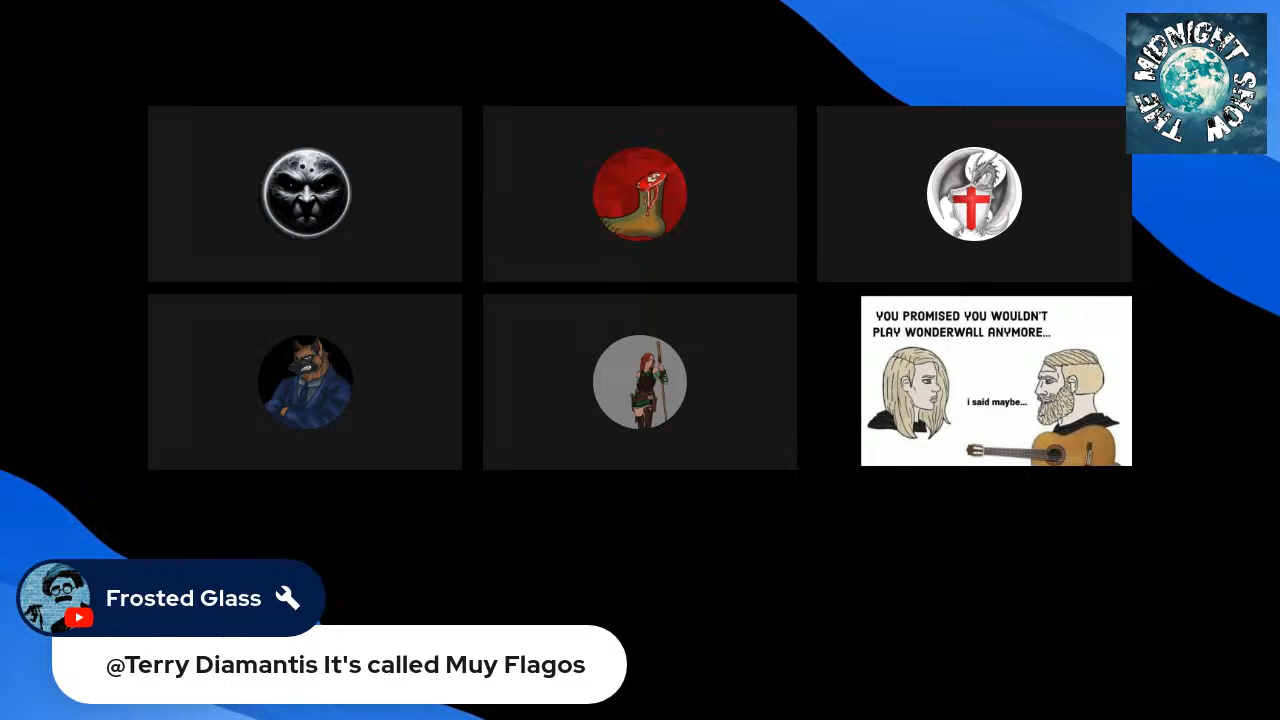 THE MIDNIGHT SHOW
YOU PROMISED YOU WOULDN'T
PLAY WONDERWALL ANYMORE...
i said maybe...
Frosted Glass
@Terry Diamantis It's called Muy Flagos